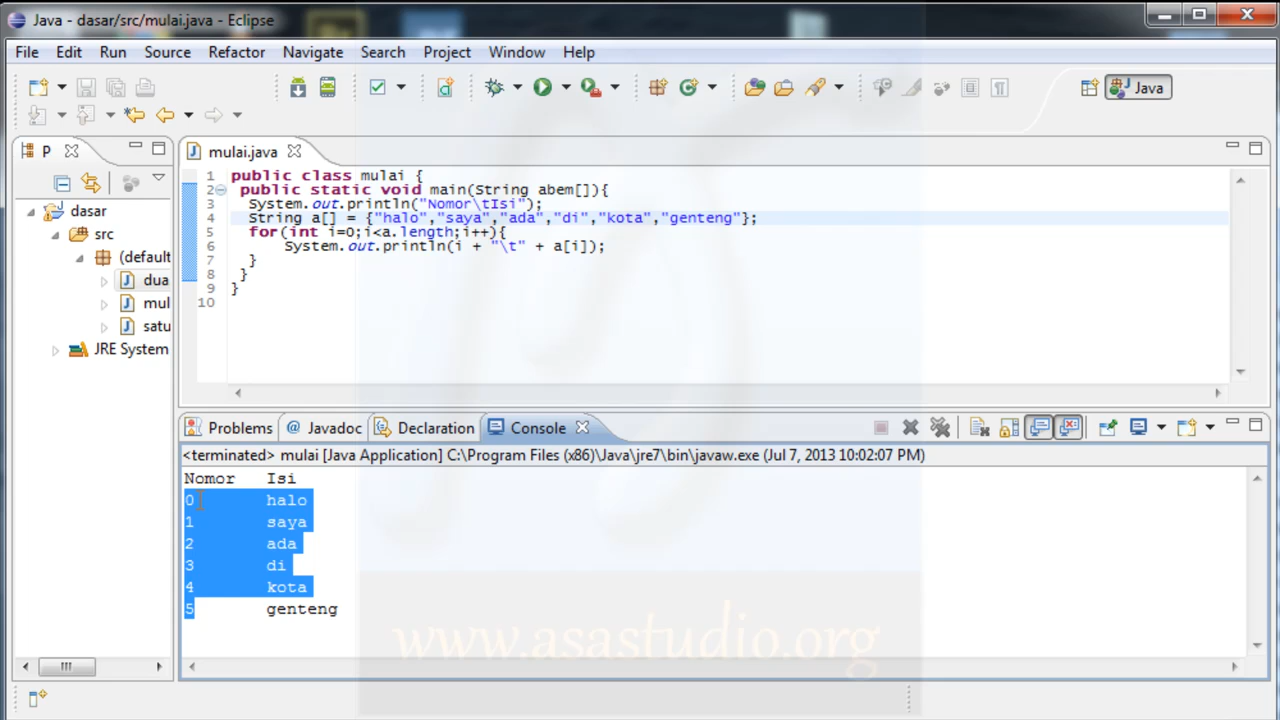 Java - dasar/src/mulai.java - Eclipse
File Edit Run Source Refactor Navigate Search Project Window Help
Java
P
mulai.java
dasar
src
(default
dua
mul
satu
JRE System
1 public class mulai {
2 public static void main(String abem[]){
3 System.out.println("Nomor\tIsi");
4 String a[] = {"halo","saya","ada","di","kota","genteng"};
5 for(int i=0;i<a.length;i++){
6 System.out.println(i + "\t" + a[i]);
7 }
8 }
9 }
10
Problems @ Javadoc Declaration Console
<terminated> mulai [Java Application] C:\Program Files (x86)\Java\jre7\bin\javaw.exe (Jul 7, 2013 10:02:07 PM)
Nomor Isi
0 halo
1 saya
2 ada
3 di
4 kota
5 genteng
www.asastudio.org